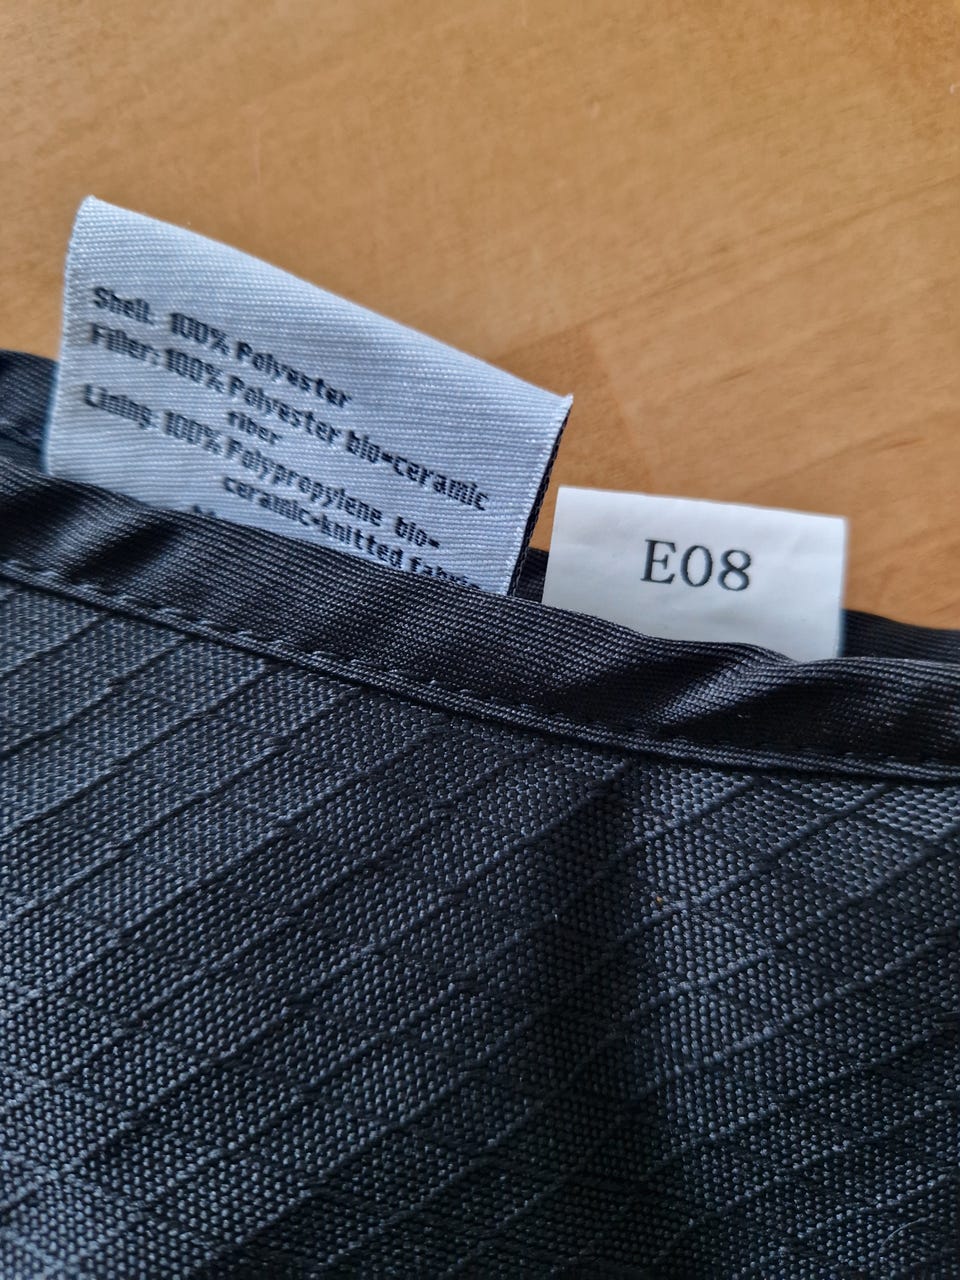 Shell. 100% Polyester
Filler: 100% Polyester bio-ceramic
fiber
Lining. 100% Polypropylene bio-
ceramic-knitted fabric
E08